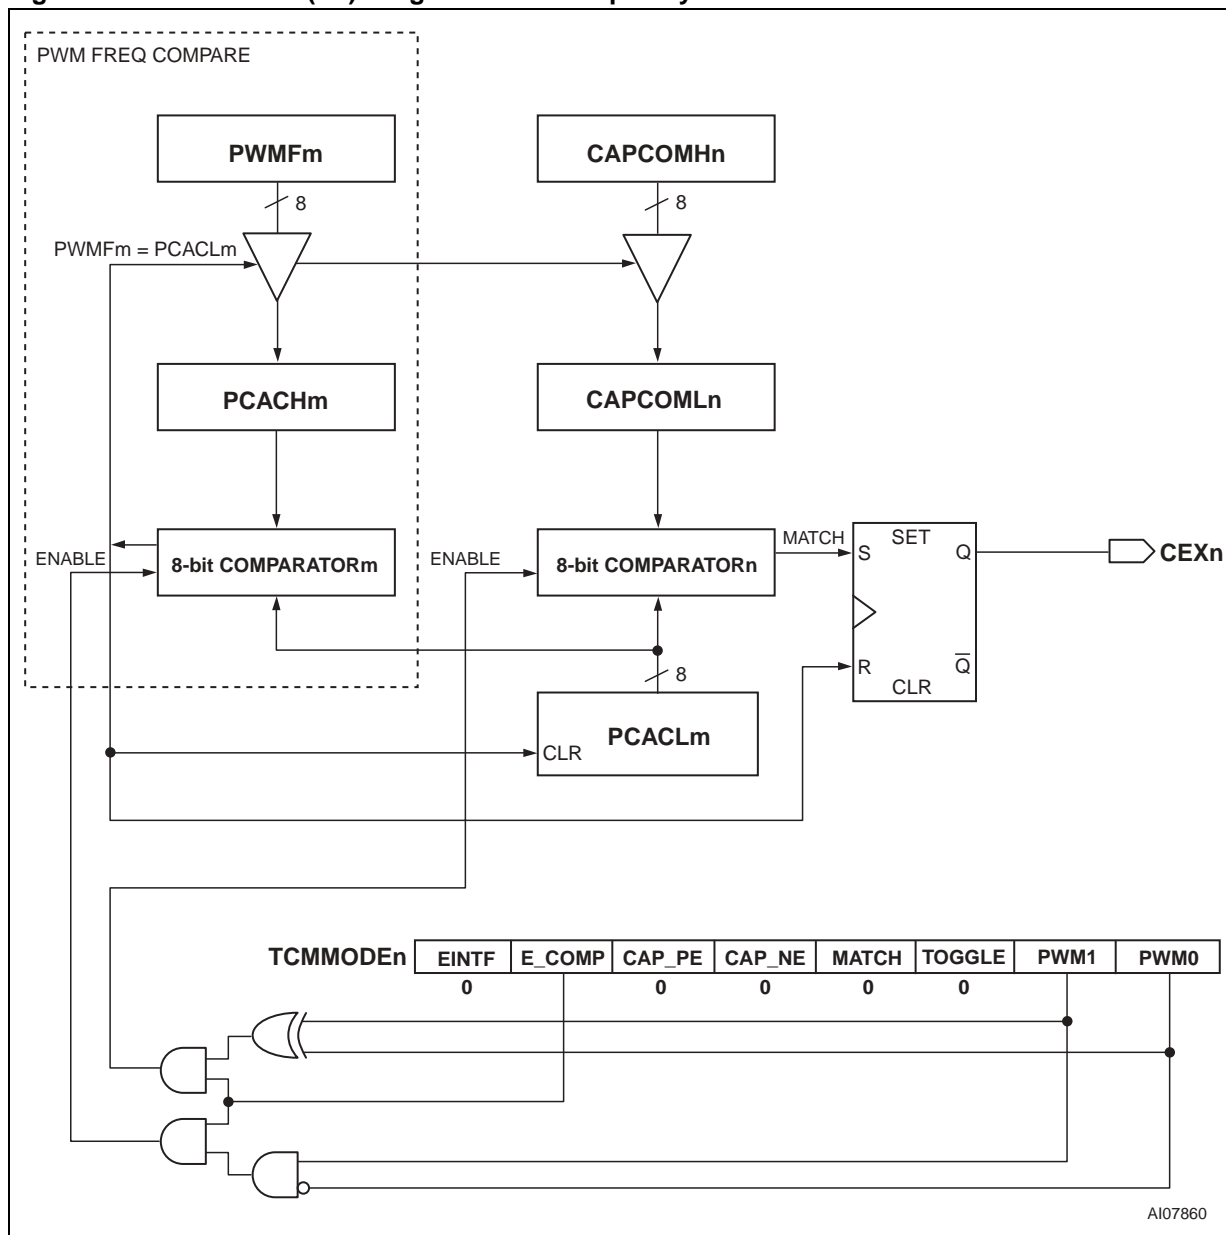 PWM FREQ COMPARE
PWMFm
CAPCOMHn
8
8
PWMFm = PCACLm
PCACHm
CAPCOMLn
ENABLE
8-bit COMPARATORm
ENABLE
8-bit COMPARATORn
MATCH
SET
S
Q
CEXn
R
Q
CLR
8
PCACLm
CLR
TCMMODEn
EINTF E_COMP CAP_PE CAP_NE MATCH TOGGLE PWM1 PWM0
0 0 0 0 0
AI07860